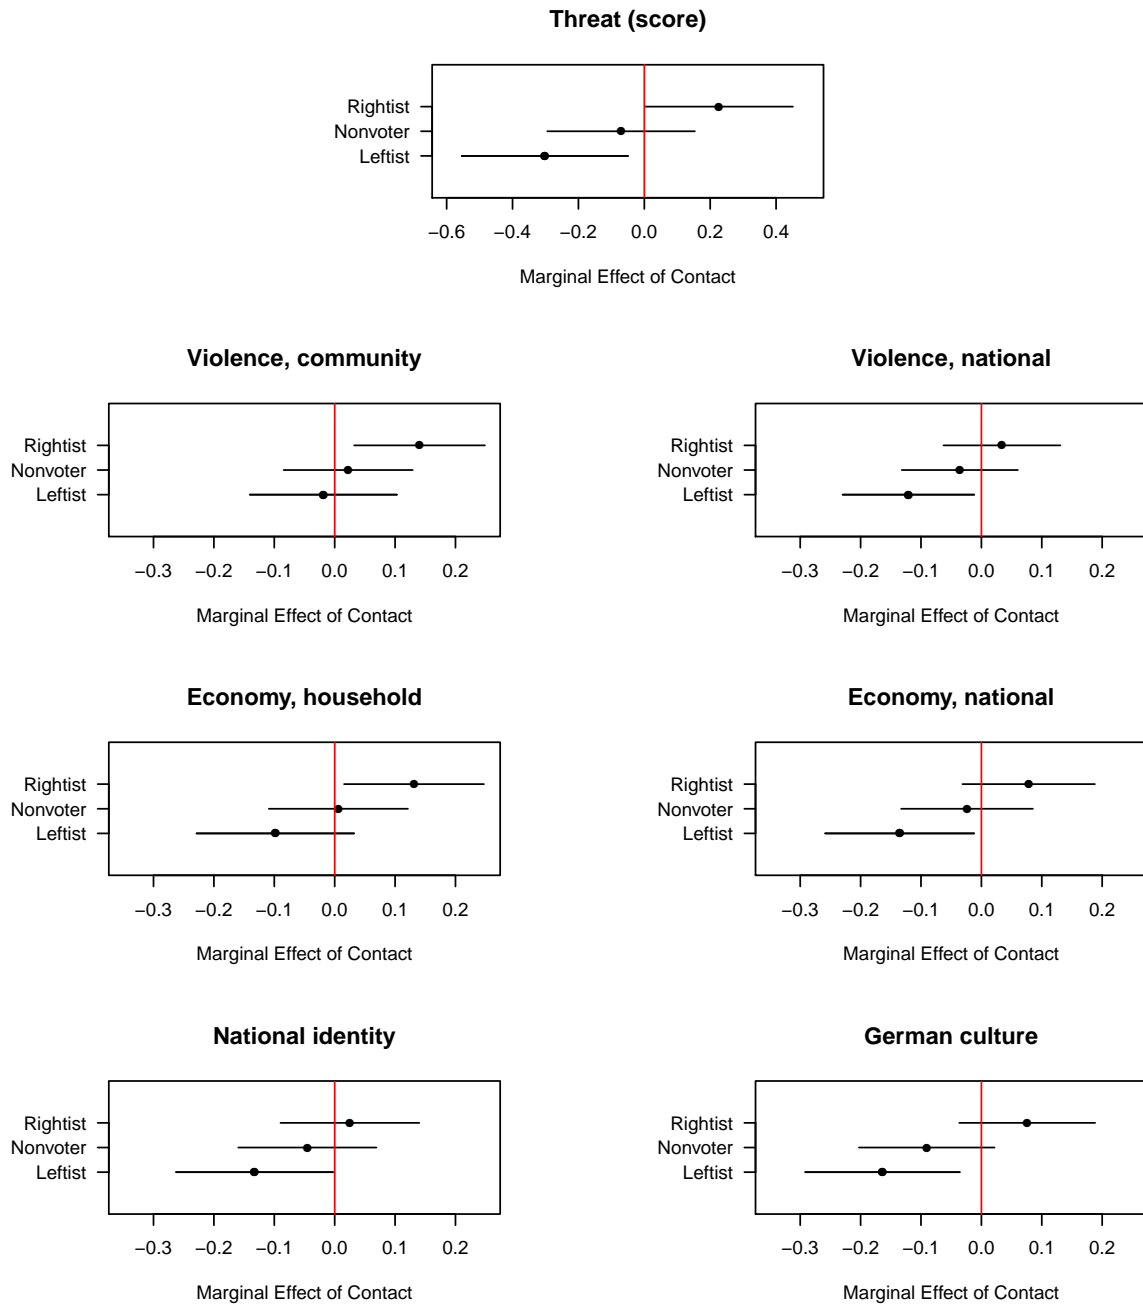 Threat (score)
Rightist
Nonvoter
Leftist
−0.6 −0.4 −0.2 0.0 0.2 0.4
Marginal Effect of Contact
Violence, community
Rightist
Nonvoter
Leftist
−0.3 −0.2 −0.1 0.0 0.1 0.2
Marginal Effect of Contact
Violence, national
Rightist
Nonvoter
Leftist
−0.3 −0.2 −0.1 0.0 0.1 0.2
Marginal Effect of Contact
Economy, household
Rightist
Nonvoter
Leftist
−0.3 −0.2 −0.1 0.0 0.1 0.2
Marginal Effect of Contact
Economy, national
Rightist
Nonvoter
Leftist
−0.3 −0.2 −0.1 0.0 0.1 0.2
Marginal Effect of Contact
National identity
Rightist
Nonvoter
Leftist
−0.3 −0.2 −0.1 0.0 0.1 0.2
Marginal Effect of Contact
German culture
Rightist
Nonvoter
Leftist
−0.3 −0.2 −0.1 0.0 0.1 0.2
Marginal Effect of Contact